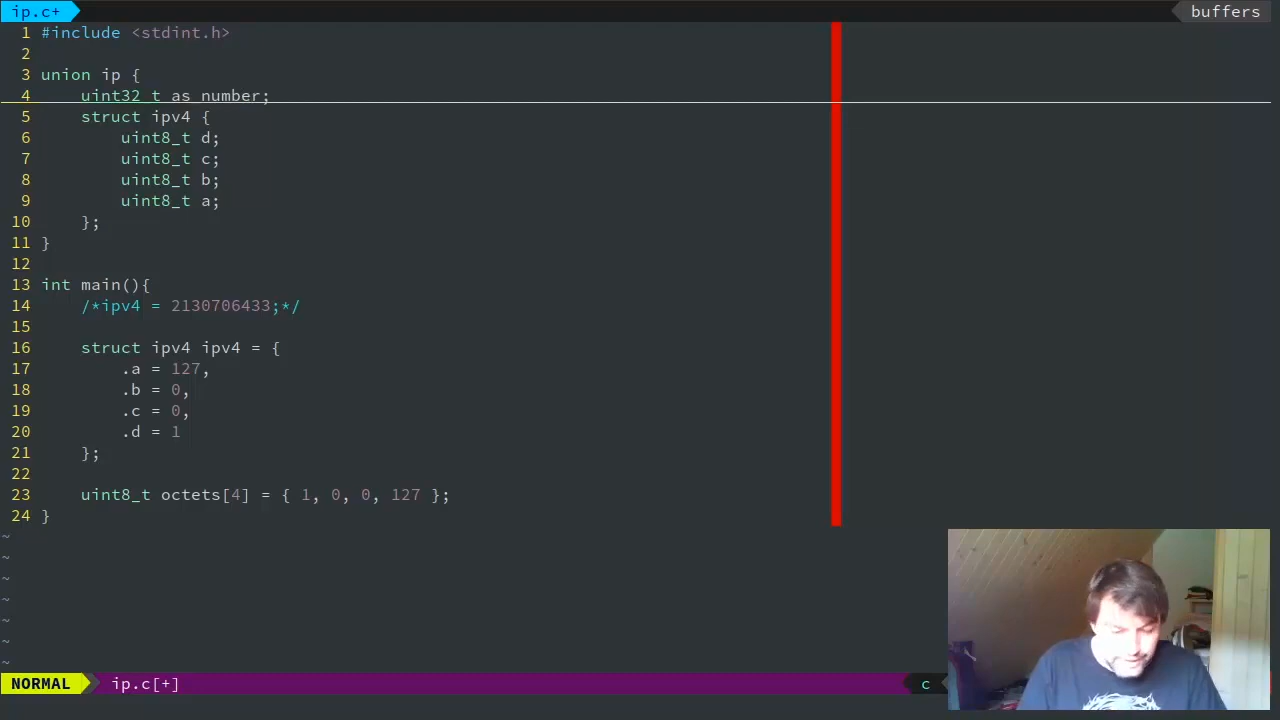 ip.c+ buffers
1 #include <stdint.h>
2
3 union ip {
4 uint32_t as_number;
5 struct ipv4 {
6 uint8_t d;
7 uint8_t c;
8 uint8_t b;
9 uint8_t a;
10 };
11 }
12
13 int main(){
14 /*ipv4 = 2130706433;*/
15
16 struct ipv4 ipv4 = {
17 .a = 127,
18 .b = 0,
19 .c = 0,
20 .d = 1
21 };
22
23 uint8_t octets[4] = { 1, 0, 0, 127 };
24 }
~
~
~
~
~
~
~
NORMAL ip.c[+] c